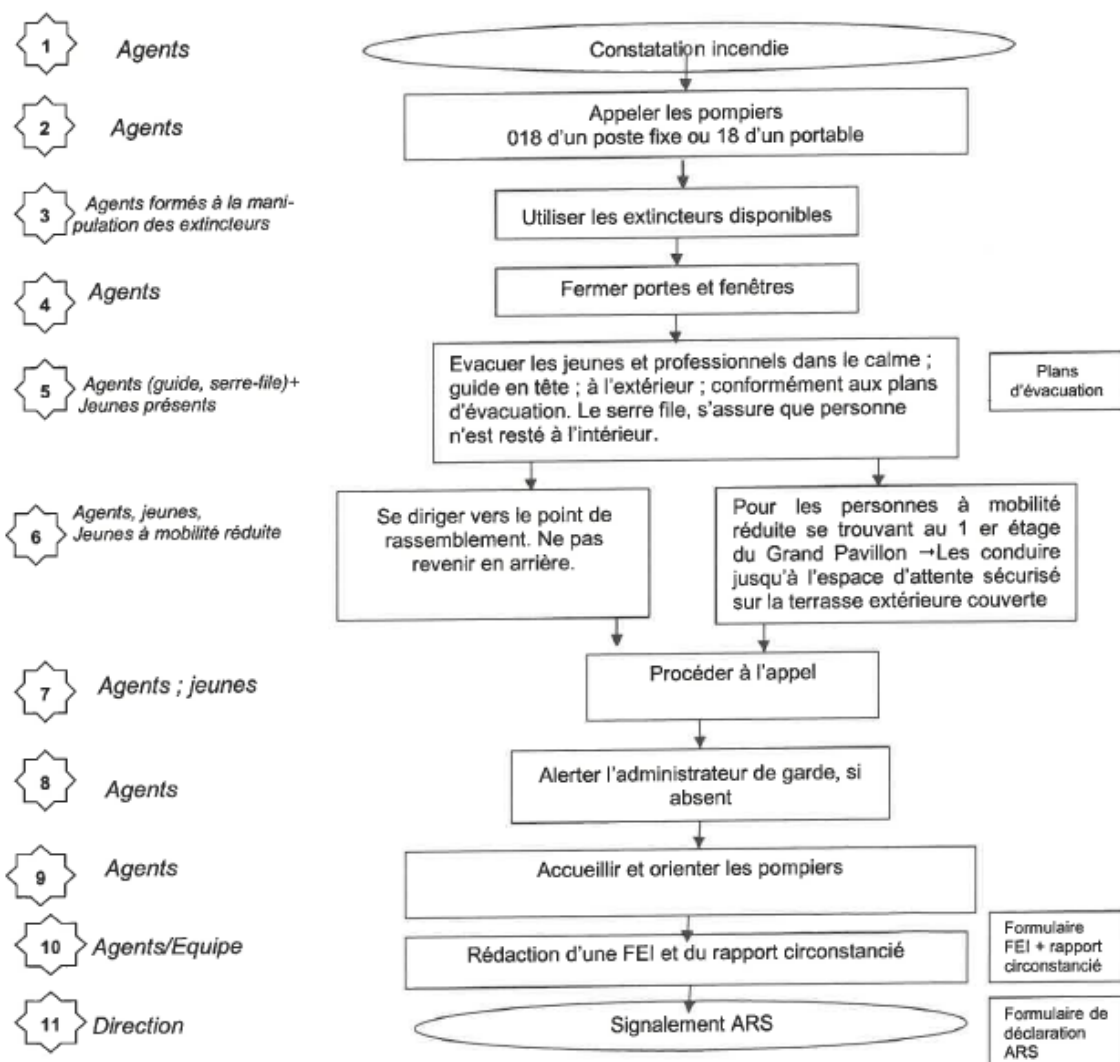 1
Agents
Constatation incendie
2
Agents
Appeler les pompiers
018 d'un poste fixe ou 18 d'un portable
3
Agents formés à la mani-
pulation des extincteurs
Utiliser les extincteurs disponibles
4
Agents
Fermer portes et fenêtres
5
Agents (guide, serre-file)+
Jeunes présents
Evacuer les jeunes et professionnels dans le calme ;
guide en tête ; à l'extérieur ; conformément aux plans
d'évacuation. Le serre file, s'assure que personne
n'est resté à l'intérieur.
Plans
d'évacuation
6
Agents, jeunes,
Jeunes à mobilité réduite
Se diriger vers le point de
rassemblement. Ne pas
revenir en arrière.
Pour les personnes à mobilité
réduite se trouvant au 1 er étage
du Grand Pavillon →Les conduire
jusqu'à l'espace d'attente sécurisé
sur la terrasse extérieure couverte
7
Agents ; jeunes
Procéder à l'appel
8
Agents
Alerter l'administrateur de garde, si
absent
9
Agents
Accueillir et orienter les pompiers
10
Agents/Equipe
Rédaction d'une FEI et du rapport circonstancié
Formulaire
FEI + rapport
circonstancié
11
Direction
Signalement ARS
Formulaire de
déclaration
ARS